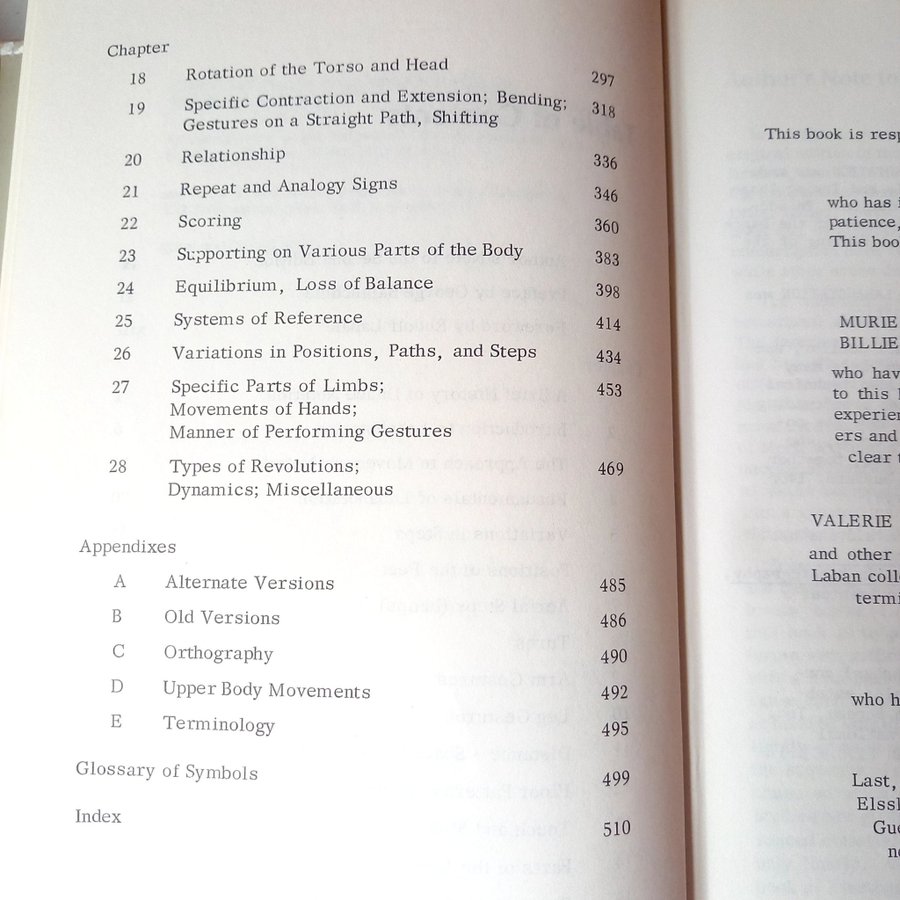 Chapter
18 Rotation of the Torso and Head 297
19 Specific Contraction and Extension; Bending; 318
Gestures on a Straight Path, Shifting
20 Relationship 336
21 Repeat and Analogy Signs 346
22 Scoring 360
23 Supporting on Various Parts of the Body 383
24 Equilibrium, Loss of Balance 398
25 Systems of Reference 414
26 Variations in Positions, Paths, and Steps 434
27 Specific Parts of Limbs; 453
Movements of Hands;
Manner of Performing Gestures
28 Types of Revolutions; 469
Dynamics; Miscellaneous
Appendixes
A Alternate Versions 485
B Old Versions 486
C Orthography 490
D Upper Body Movements 492
E Terminology 495
Glossary of Symbols 499
Index 510
This book is resp
who has
patience,
This boo
MURIE
BILLIE
who hav
to this
experier
ers and
clear
VALERIE
and other
Laban coll
termi
who h
Last,
Elssl
Gue